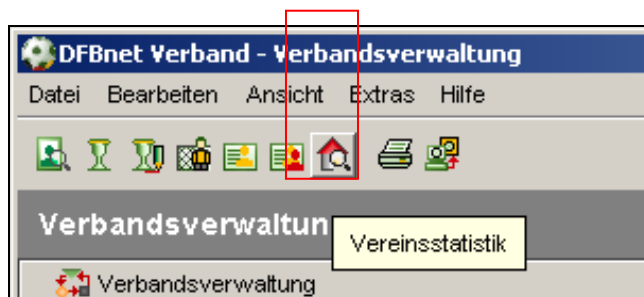 DFBnet Verband - Verbandsverwaltung
Datei Bearbeiten Ansicht Extras Hilfe
Verbandsverwaltun
Vereinsstatistik
Verbandsverwaltung